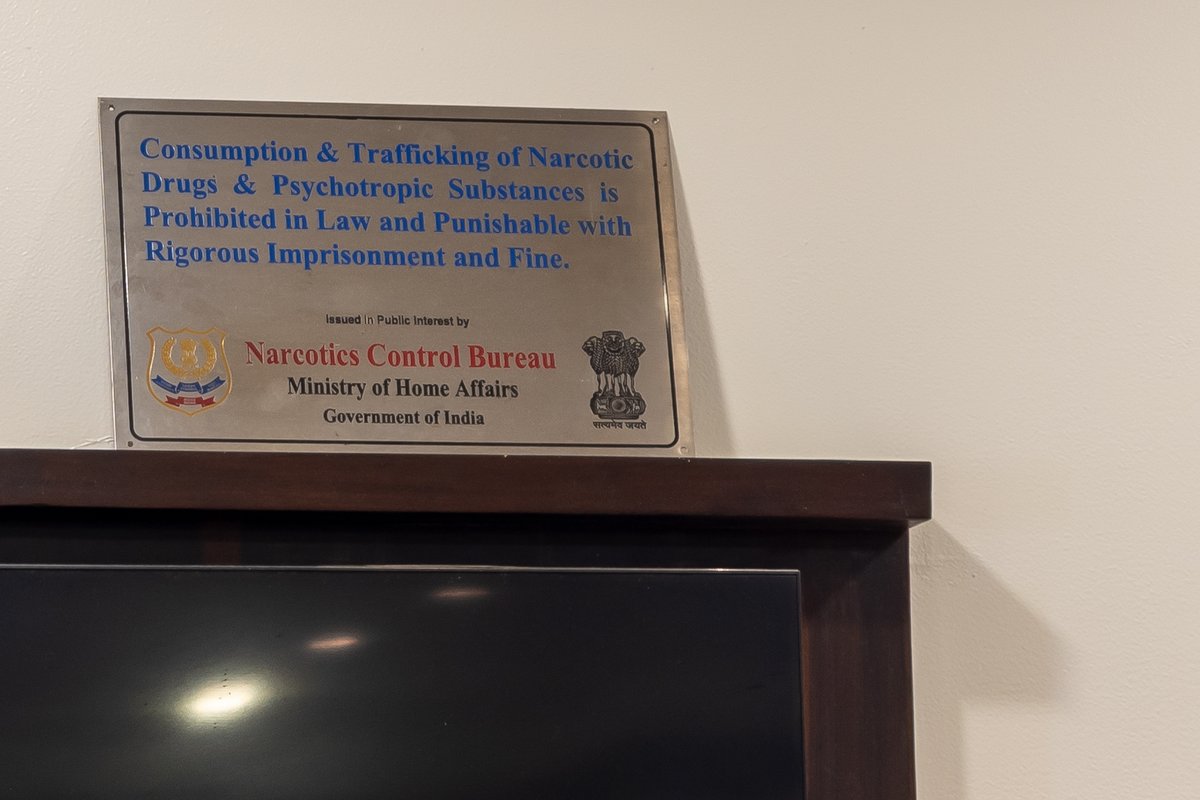 Consumption & Trafficking of Narcotic
Drugs & Psychotropic Substances is
Prohibited in Law and Punishable with
Rigorous Imprisonment and Fine.
Issued in Public Interest by
Narcotics Control Bureau
Ministry of Home Affairs
Government of India
सत्यमेव जयते